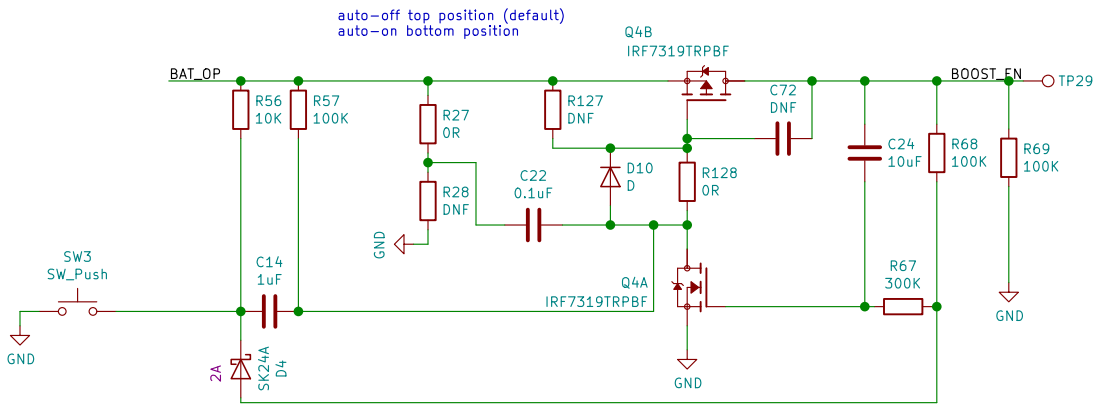 auto-off top position (default)
auto-on bottom position
Q4B
IRF7319TRPBF
BAT_OP
BOOST_EN
TP29
R56
10K
R57
100K
R27
0R
R127
DNF
C72
DNF
C24
10uF
R68
100K
R69
100K
R28
DNF
C22
0.1uF
D10
D
R128
0R
GND
SW3
SW_Push
C14
1uF
Q4A
IRF7319TRPBF
R67
300K
GND
GND
GND
2A
SK24A
D4